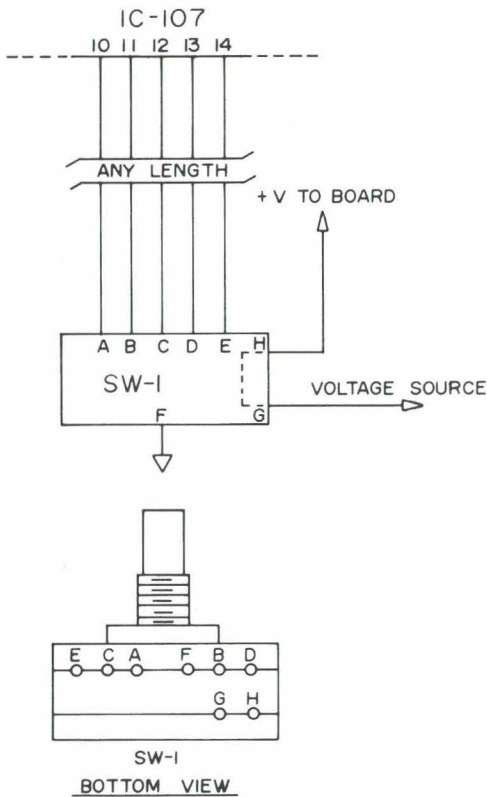 IC-107
10 11 12 13 14
ANY LENGTH
+V TO BOARD
A B C D E H
SW-1
VOLTAGE SOURCE
F G
E C A F B D
G H
SW-1
BOTTOM VIEW